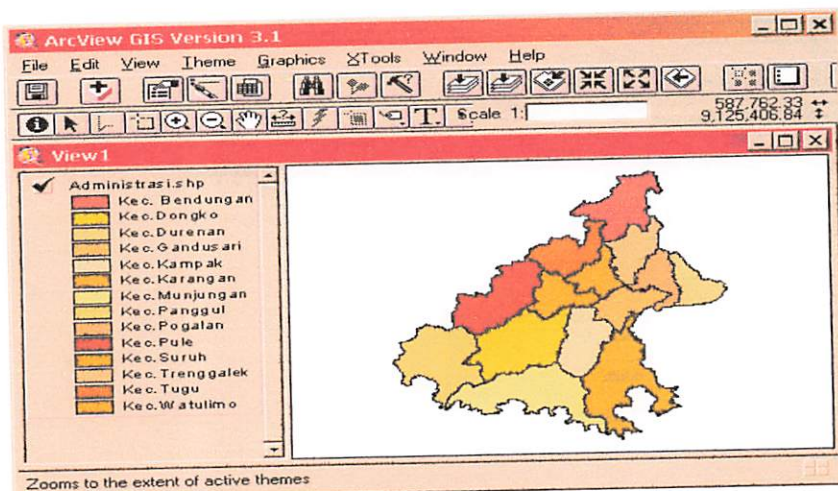 ArcView GIS Version 3.1
File Edit View Theme Graphics XTools Window Help
Scale 1:
587,762.33
9,125,406.84
View1
Administrasi.shp
Kec. Bendungan
Kec.Dongko
Kec.Durenan
Kec.Gandusari
Kec.Kampak
Kec.Karangan
Kec.Munjungan
Kec.Panggul
Kec.Pogalan
Kec.Pule
Kec.Suruh
Kec.Trenggalek
Kec.Tugu
Kec.Watulimo
Zooms to the extent of active themes